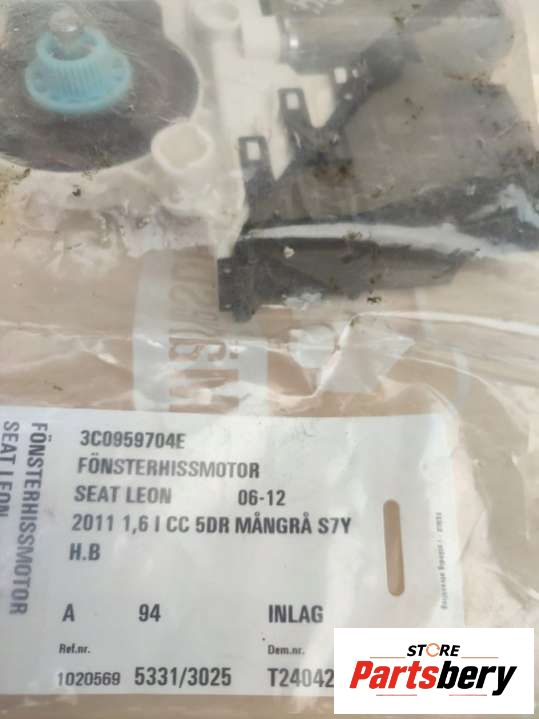 3C0959704E
FÖNSTERHISSMOTOR
SEAT LEON 06-12
2011 1,6 I CC 5DR MÅNGRÅ S7Y
H.B
A 94 INLAG
Ref.nr. Dem.nr.
1020569 5331/3025 T24042
FÖNSTERHISSMOTOR
SEAT LEON
STORE
Partsbery